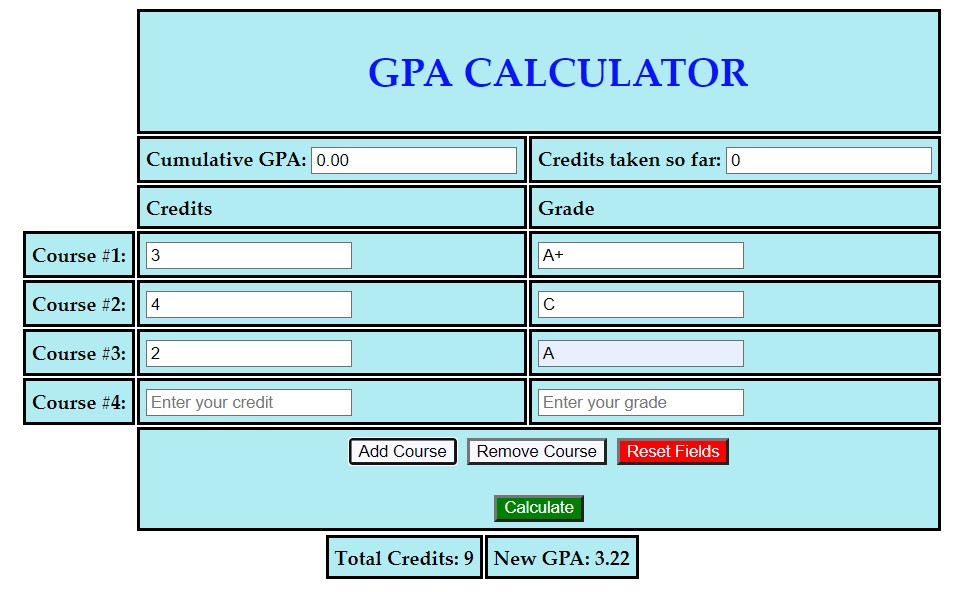 GPA CALCULATOR
Cumulative GPA: 0.00 Credits taken so far: 0
Credits Grade
Course #1: 3 A+
Course #2: 4 C
Course #3: 2 A
Course #4: Enter your credit Enter your grade
Add Course Remove Course Reset Fields
Calculate
Total Credits: 9 New GPA: 3.22